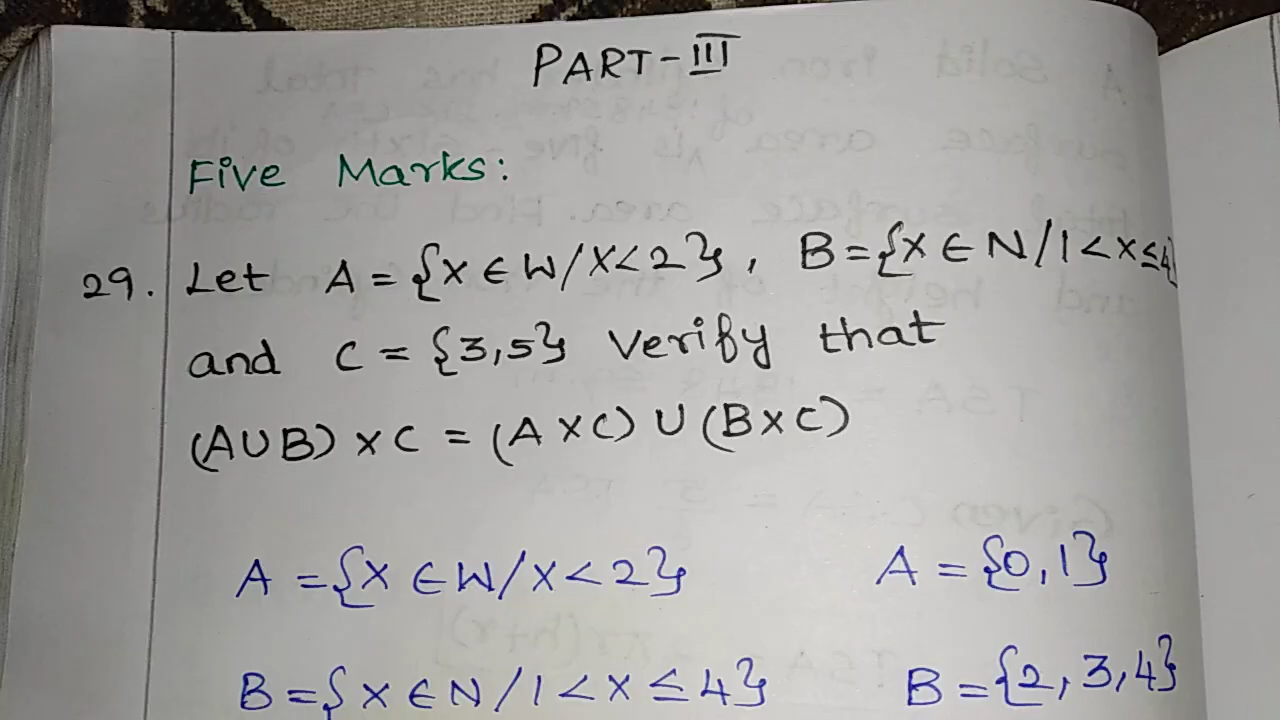 PART-III
Five Marks:
29. Let A = {x ∈ W/x<2}, B={x ∈ N/1<x≤4}
and C = {3,5} Verify that
(A∪B) × C = (A×C) ∪ (B×C)
A = {x ∈ W/x<2} A = {0,1}
B = {x ∈ N/1<x≤4} B = {2,3,4}